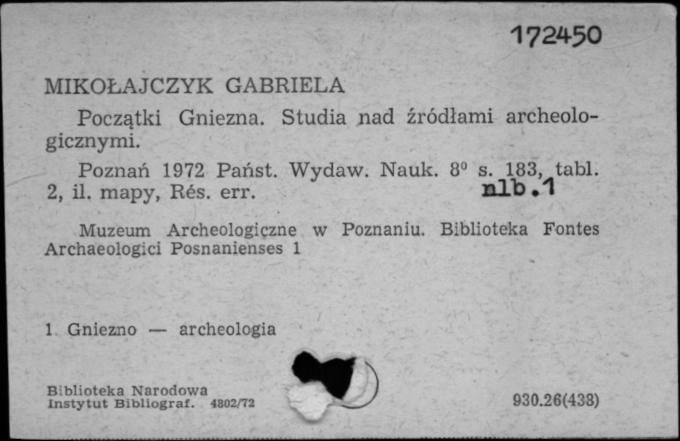 172450
MIKOŁAJCZYK GABRIELA
Początki Gniezna. Studia nad źródłami archeolo-
gicznymi.
Poznań 1972 Państ. Wydaw. Nauk. 8⁰ s. 183, tabl.
2, il. mapy, Rés. err. nlb.1
Muzeum Archeologiczne w Poznaniu. Biblioteka Fontes
Archaeologici Posnanienses 1
1 Gniezno — archeologia
Biblioteka Narodowa
Instytut Bibliograf. 4802/72 930.26(438)